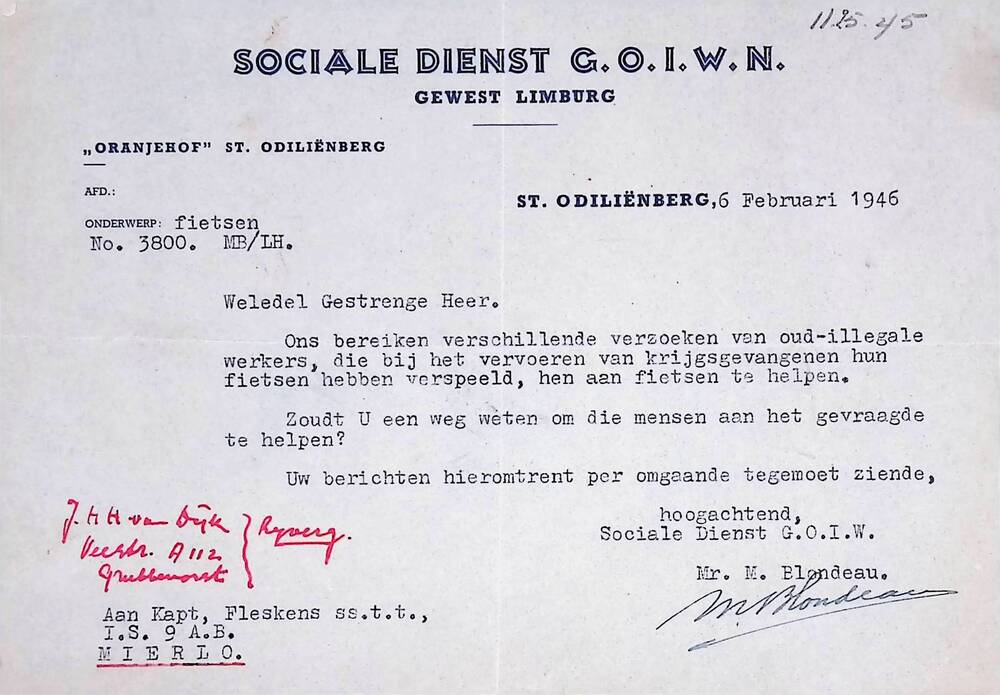 1125.45
SOCIALE DIENST G.O.I.W.N.
GEWEST LIMBURG
„ORANJEHOF” ST. ODILIËNBERG
AFD.:
ST. ODILIËNBERG,6 Februari 1946
ONDERWERP: fietsen
No. 3800. MB/LH.
Weledel Gestrenge Heer.
Ons bereiken verschillende verzoeken van oud-illegale
werkers, die bij het vervoeren van krijgsgevangenen hun
fietsen hebben verspeeld, hen aan fietsen te helpen.
Zoudt U een weg weten om die mensen aan het gevraagde
te helpen?
Uw berichten hieromtrent per omgaande tegemoet ziende,
hoogachtend,
Sociale Dienst G.O.I.W.
Mr. M. Blondeau.
MBlondeau
J. H H van Dijk
A 112
Grubbenvorst
Aan Kapt, Fleskens ss.t.t.,
I.S. 9 A.B.
MIERLO.